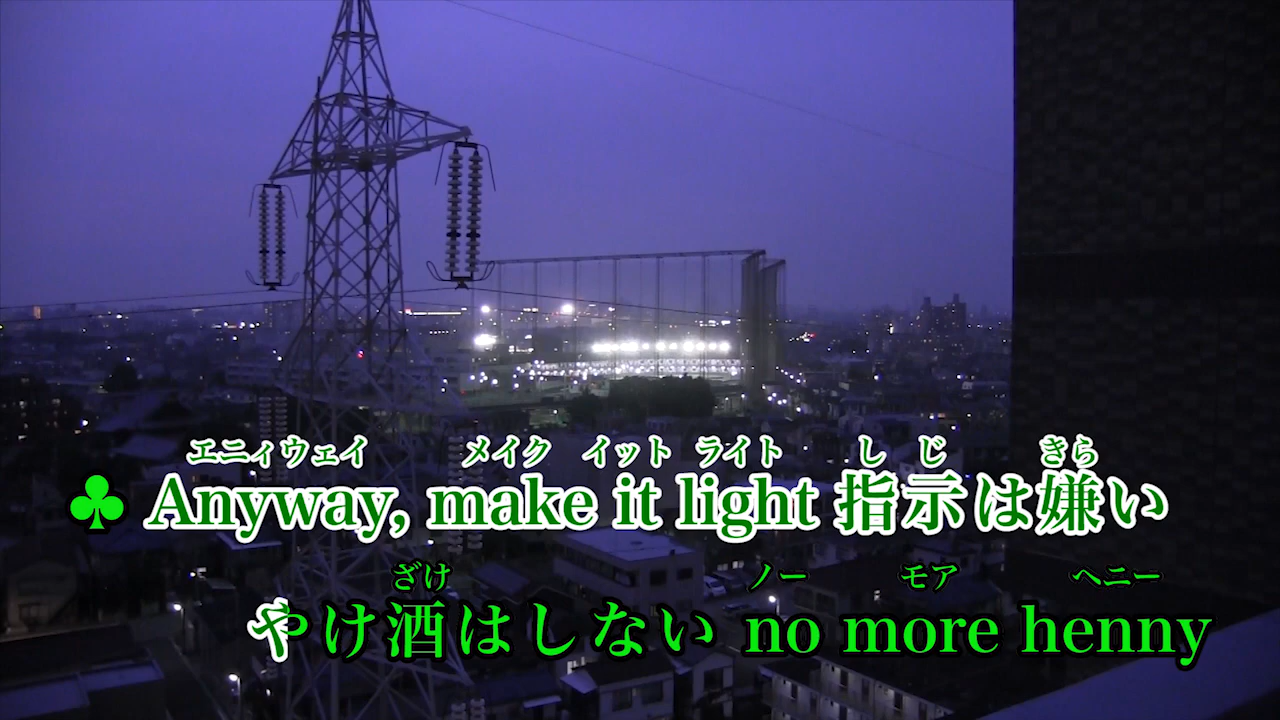 エニィウェイ メイク イット ライト しじ きら
♣ Anyway, make it light 指示は嫌い
ざけ ノー モア ヘニー
やけ酒はしない no more henny